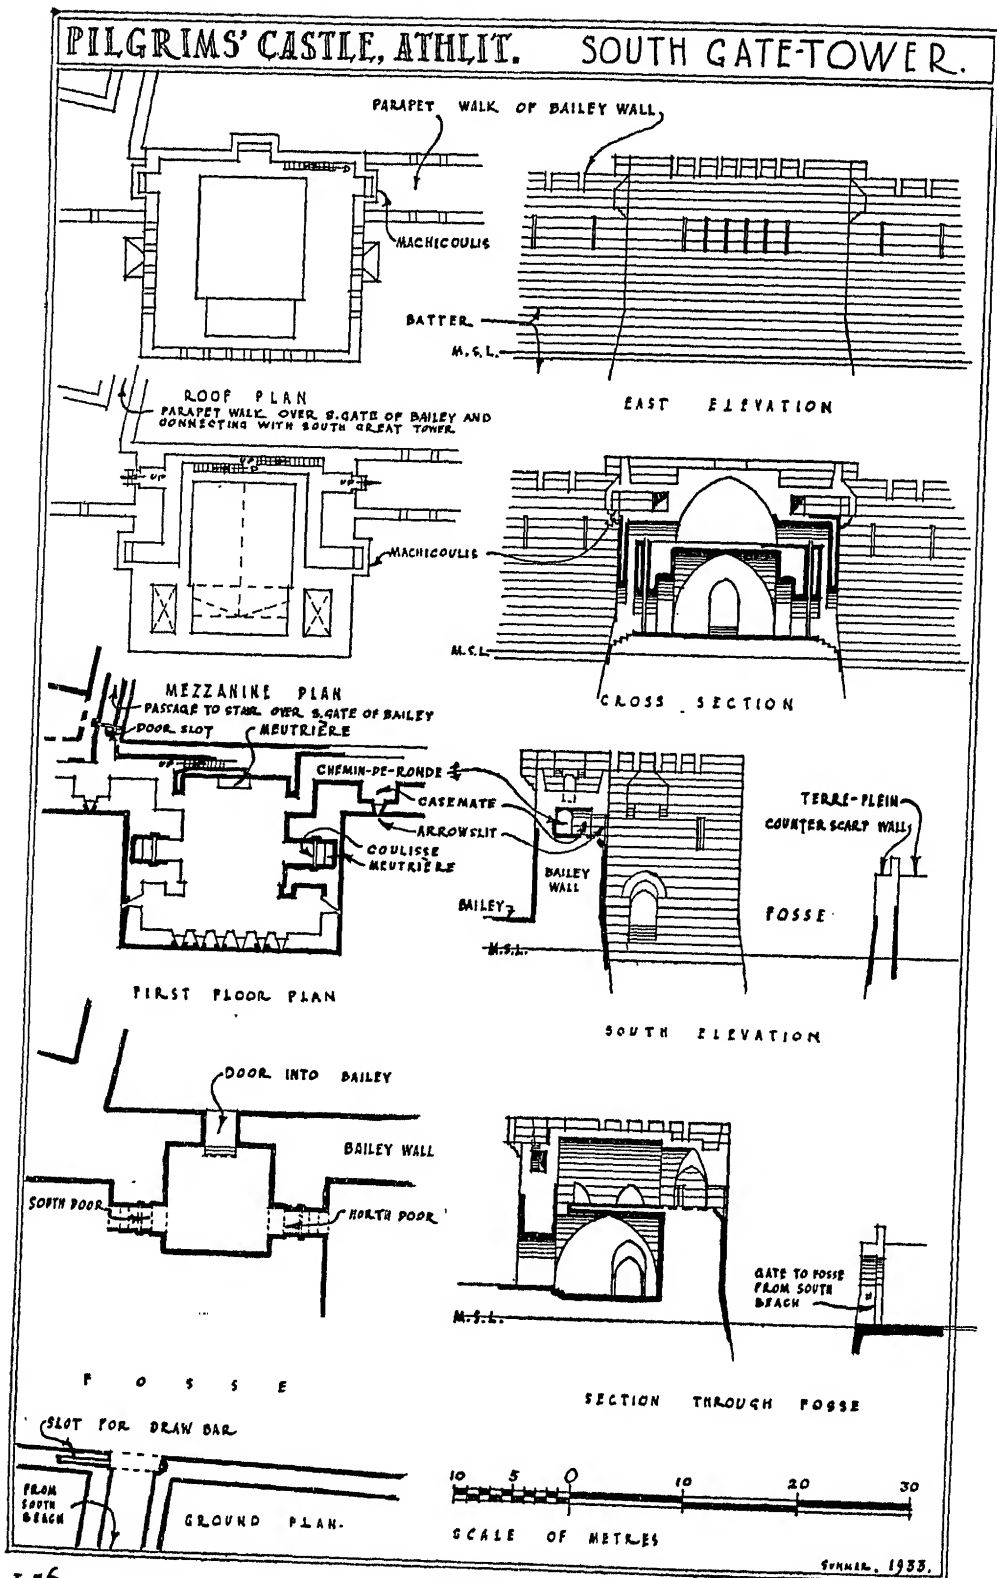 PILGRIMS' CASTLE, ATHLIT. SOUTH GATE-TOWER.
PARAPET WALK OF BAILEY WALL
MACHICOULIS
BATTER
M.S.L.
ROOF PLAN
PARAPET WALK OVER S.GATE OF BAILEY AND
CONNECTING WITH SOUTH GREAT TOWER
EAST ELEVATION
UP
UP
UP
MACHICOULIS
M.S.L.
MEZZANINE PLAN
CROSS SECTION
PASSAGE TO STAIR OVER S.GATE OF BAILEY
DOOR SLOT
MEUTRIÈRE
UP
CHEMIN-DE-RONDE
CASEMATE
ARROWSLIT
COULISSE
MEUTRIÈRE
TERRE-PLEIN
COUNTERSCARP WALL
BAILEY
WALL
BAILEY
FOSSE
M.S.L.
FIRST FLOOR PLAN
SOUTH ELEVATION
DOOR INTO BAILEY
BAILEY WALL
SOUTH DOOR
NORTH DOOR
GATE TO FOSSE
FROM SOUTH
BEACH
M.S.L.
FOSSE
SECTION THROUGH FOSSE
SLOT FOR DRAW BAR
FROM
SOUTH
BEACH
GROUND PLAN.
10 5 0 10 20 30
SCALE OF METRES
SUMMER, 1933.